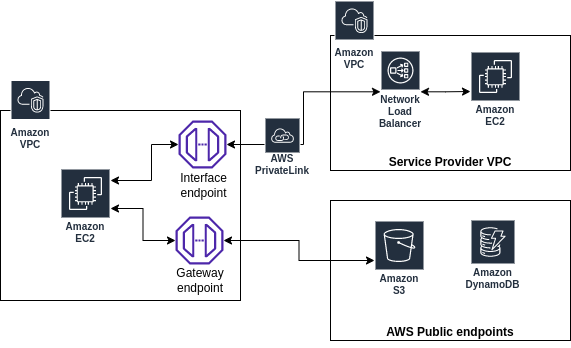 Amazon
VPC
Amazon
VPC
Network
Load
Balancer
Amazon
EC2
Service Provider VPC
AWS
PrivateLink
Interface
endpoint
Amazon
EC2
Gateway
endpoint
Amazon
S3
Amazon
DynamoDB
AWS Public endpoints